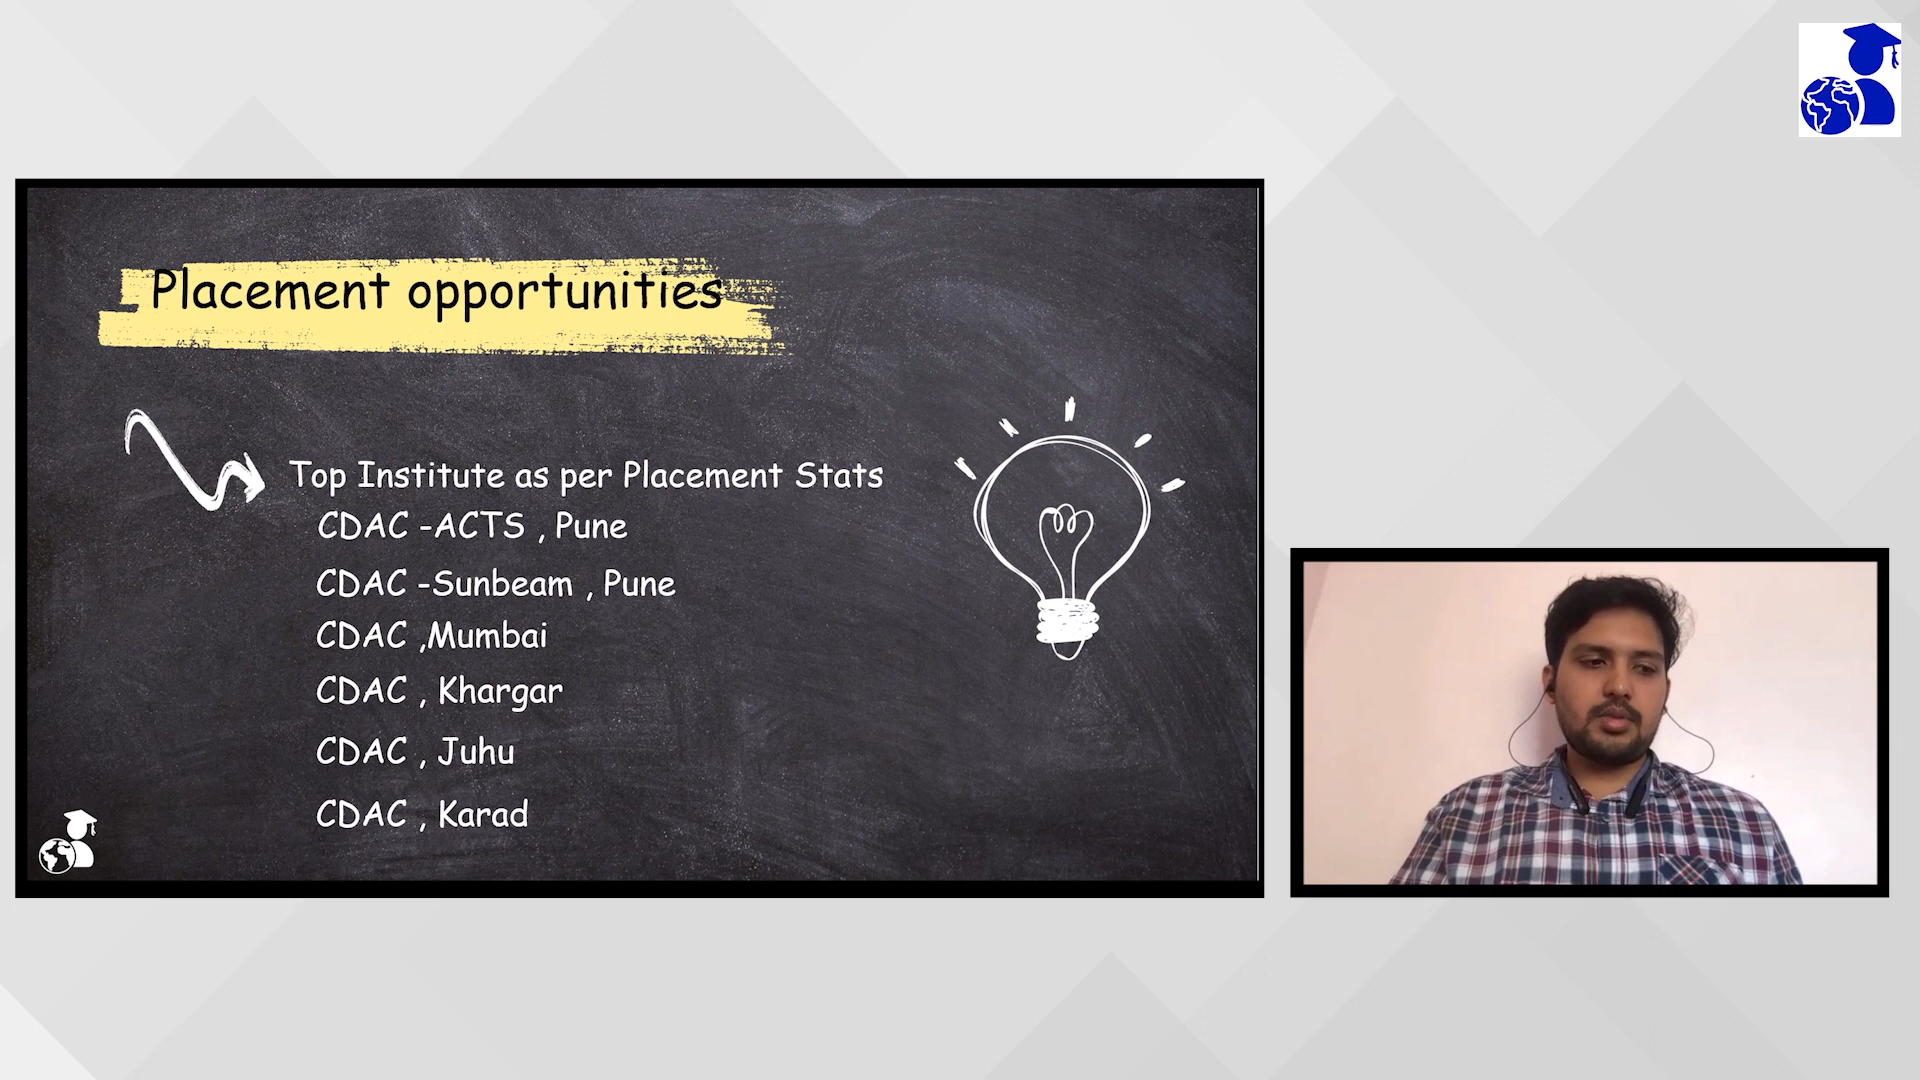 Placement opportunities
Top Institute as per Placement Stats
CDAC -ACTS , Pune
CDAC -Sunbeam , Pune
CDAC ,Mumbai
CDAC , Khargar
CDAC , Juhu
CDAC , Karad